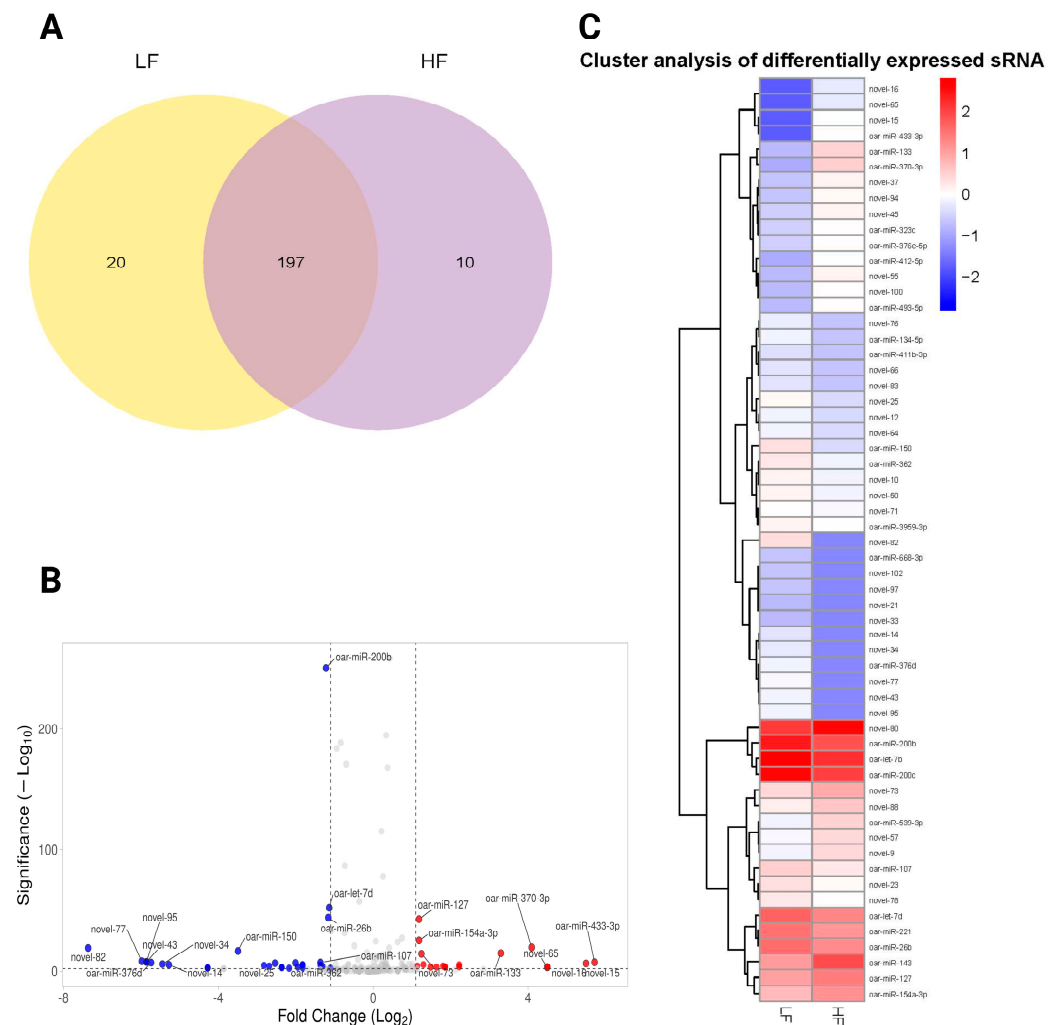 A
LF
HF
20
197
10
B
Significance (−Log10)
200
100
0
oar-miR-200b
oar-let-7d
oar-miR-26b
oar-miR-127
oar-miR 370 3p
oar-miR-433-3p
oar-miR-154a-3p
novel-95
novel-77
novel-43
novel-34
oar-miR-150
novel-82
oar-miR-376d
novel-14
novel-25
oar-miR-362
oar-miR-107
novel-73
oar-miR-133
novel-65
novel-16
novel-15
-8
-4
0
4
Fold Change (Log2)
C
Cluster analysis of differentially expressed sRNA
novel-16
novel-65
novel-15
oar-miR-433-3p
oar-miR-133
oar-miR-370-3p
novel-37
novel-94
novel-45
oar-miR-323c
oar-miR-376c-5p
oar-miR-412-5p
novel-55
novel-100
oar-miR-493-5p
novel-76
oar-miR-134-5p
oar-miR-411b-3p
novel-66
novel-83
novel-25
novel-12
novel-64
oar-miR-150
oar-miR-362
novel-10
novel-60
novel-71
oar-miR-3959-3p
novel-82
oar-miR-668-3p
novel-102
novel-97
novel-21
novel-33
novel-14
novel-34
oar-miR-376d
novel-77
novel-43
novel-95
novel-80
oar-miR-200b
oar-let-7b
oar-miR-200c
novel-73
novel-88
oar-miR-539-3p
novel-57
novel-9
oar-miR-107
novel-23
novel-78
oar-let-7d
oar-miR-221
oar-miR-26b
oar-miR-143
oar-miR-127
oar-miR-154a-3p
LF
HF
2
1
0
−1
−2